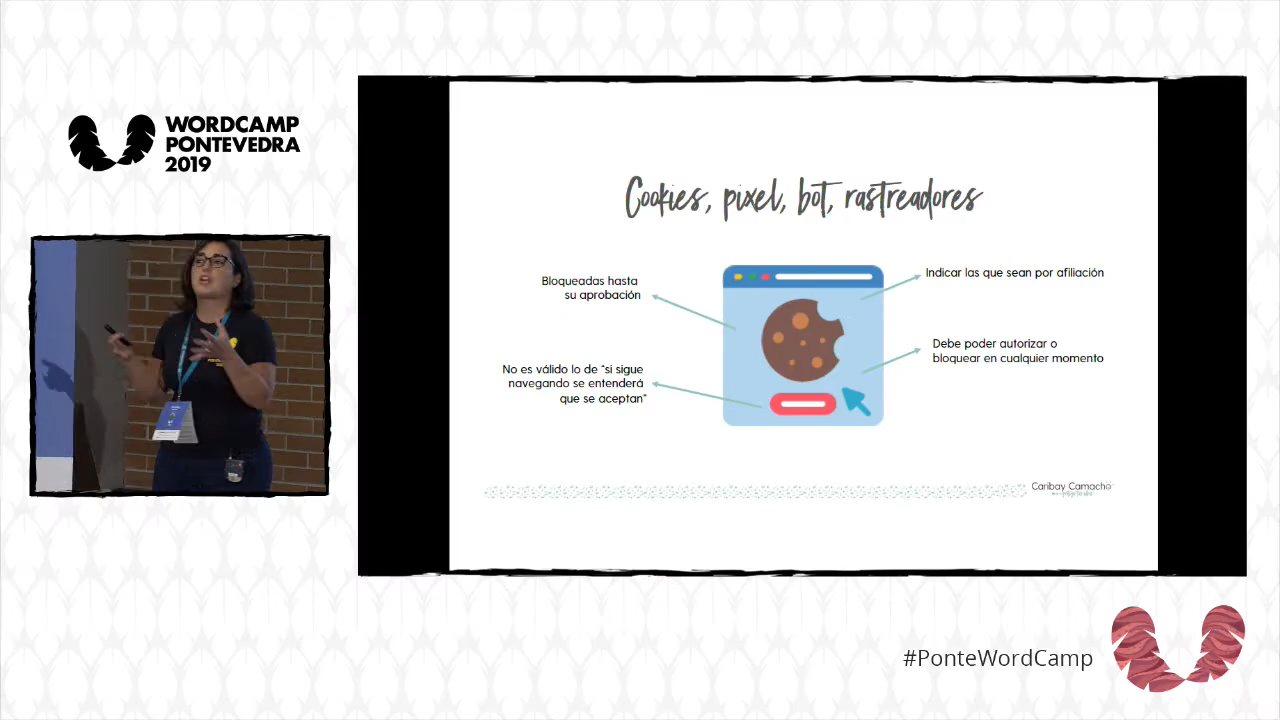 WORDCAMP
PONTEVEDRA
2019
Cookies, pixel, bot, rastreadores
Bloqueadas hasta
su aprobación
Indicar las que sean por afiliación
Debe poder autorizar o
bloquear en cualquier momento
No es válido lo de "si sigue
navegando se entenderá
que se aceptan"
Caribay Camacho
#PonteWordCamp